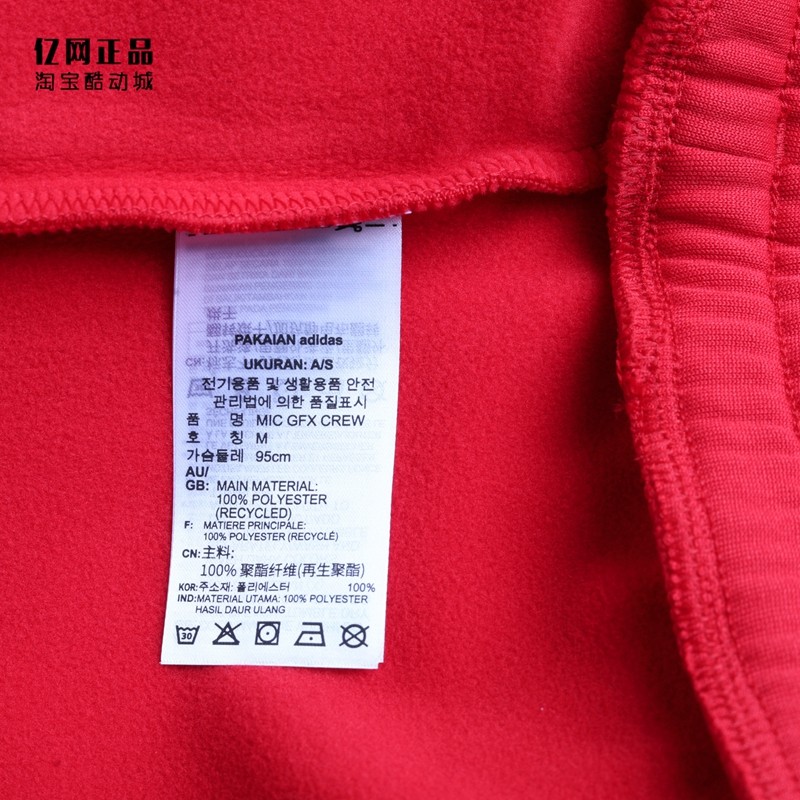 亿网正品
淘宝酷动城
PAKAIAN adidas
UKURAN: A/S
전기용품 및 생활용품 안전
관리법에 의한 품질표시
품 명 MIC GFX CREW
호 칭 M
가슴둘레 95cm
AU/
GB: MAIN MATERIAL:
100% POLYESTER
(RECYCLED)
F: MATIERE PRINCIPALE:
100% POLYESTER (RECYCLÉ)
CN:主料:
100% 聚酯纤维(再生聚酯)
KOR:주소재: 폴리에스터 100%
IND:MATERIAL UTAMA: 100% POLYESTER
HASIL DAUR ULANG
30